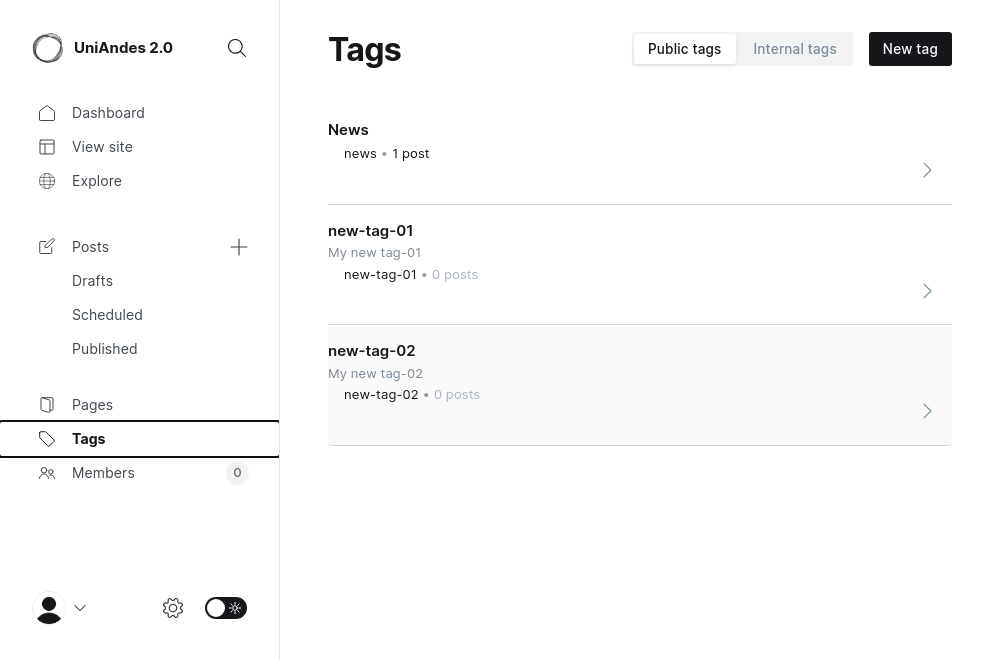 UniAndes 2.0
Dashboard
View site
Explore
Posts
Drafts
Scheduled
Published
Pages
Tags
Members 0
Tags
Public tags Internal tags New tag
News
news • 1 post
new-tag-01
My new tag-01
new-tag-01 • 0 posts
new-tag-02
My new tag-02
new-tag-02 • 0 posts